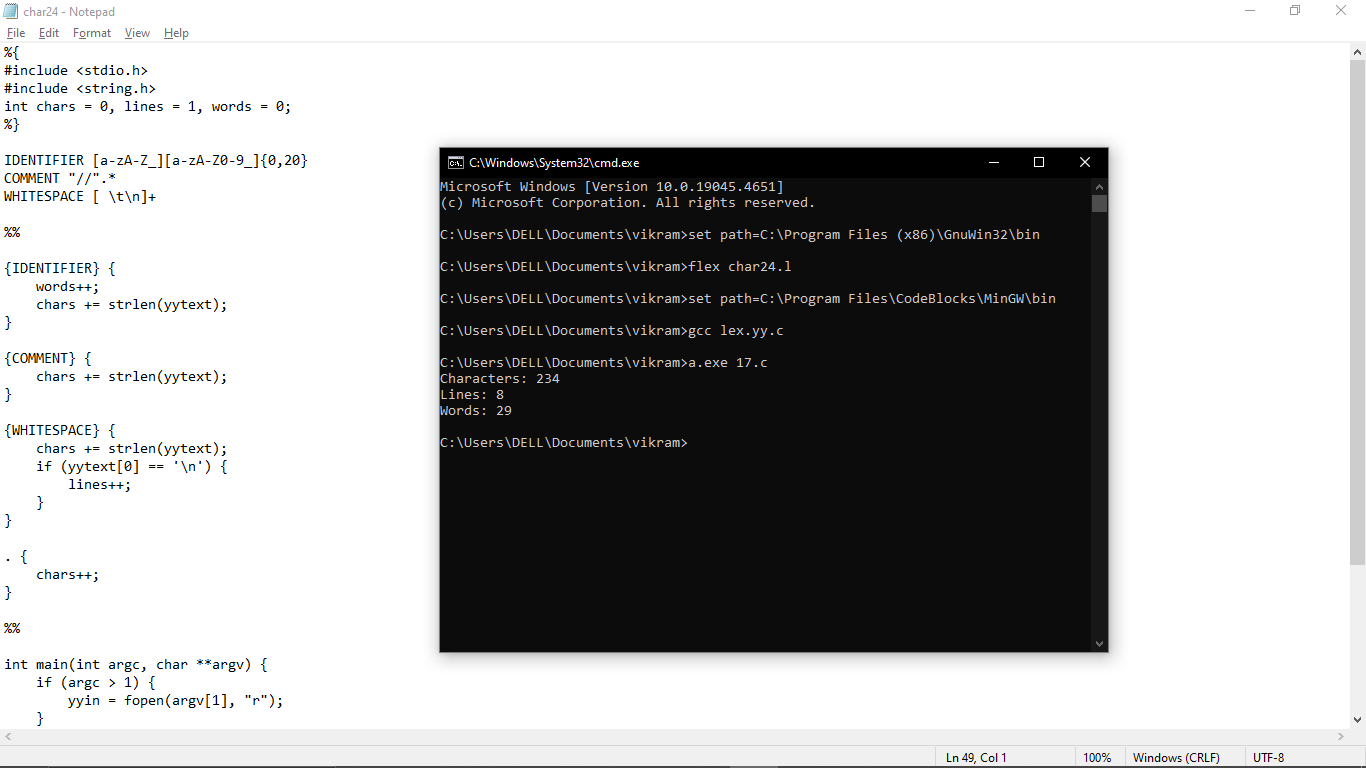 char24 - Notepad
File Edit Format View Help
%{
#include <stdio.h>
#include <string.h>
int chars = 0, lines = 1, words = 0;
%}
IDENTIFIER [a-zA-Z_][a-zA-Z0-9_]{0,20}
COMMENT "//".*
WHITESPACE [ \t\n]+
%%
{IDENTIFIER} {
    words++;
    chars += strlen(yytext);
}
{COMMENT} {
    chars += strlen(yytext);
}
{WHITESPACE} {
    chars += strlen(yytext);
    if (yytext[0] == '\n') {
        lines++;
    }
}
. {
    chars++;
}
%%
int main(int argc, char **argv) {
    if (argc > 1) {
        yyin = fopen(argv[1], "r");
    }
C:\Windows\System32\cmd.exe
Microsoft Windows [Version 10.0.19045.4651]
(c) Microsoft Corporation. All rights reserved.
C:\Users\DELL\Documents\vikram>set path=C:\Program Files (x86)\GnuWin32\bin
C:\Users\DELL\Documents\vikram>flex char24.l
C:\Users\DELL\Documents\vikram>set path=C:\Program Files\CodeBlocks\MinGW\bin
C:\Users\DELL\Documents\vikram>gcc lex.yy.c
C:\Users\DELL\Documents\vikram>a.exe 17.c
Characters: 234
Lines: 8
Words: 29
C:\Users\DELL\Documents\vikram>
Ln 49, Col 1 100% Windows (CRLF) UTF-8